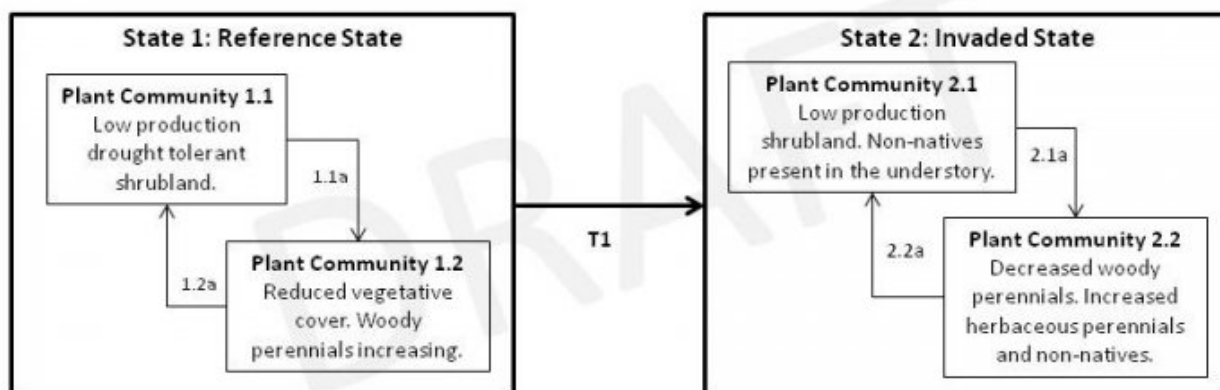 State 1: Reference State
Plant Community 1.1
Low production
drought tolerant
shrubland.
1.1a
1.2a
Plant Community 1.2
Reduced vegetative
cover. Woody
perennials increasing.
T1
State 2: Invaded State
Plant Community 2.1
Low production
shrubland. Non-natives
present in the understory.
2.1a
2.2a
Plant Community 2.2
Decreased woody
perennials. Increased
herbaceous perennials
and non-natives.
DRAFT